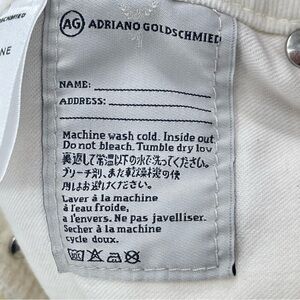 AG ADRIANO GOLDSCHMIED
NAME:
ADDRESS:
Machine wash cold. Inside out.
Do not bleach. Tumble dry low
裏返して常温以下の水で洗ってください。
ブリーチ剤、また乾燥機の使
用はお避けください。
Laver à la machine
à l'eau froide,
à l'envers. Ne pas javelliser.
Secher à la machine
cycle doux.